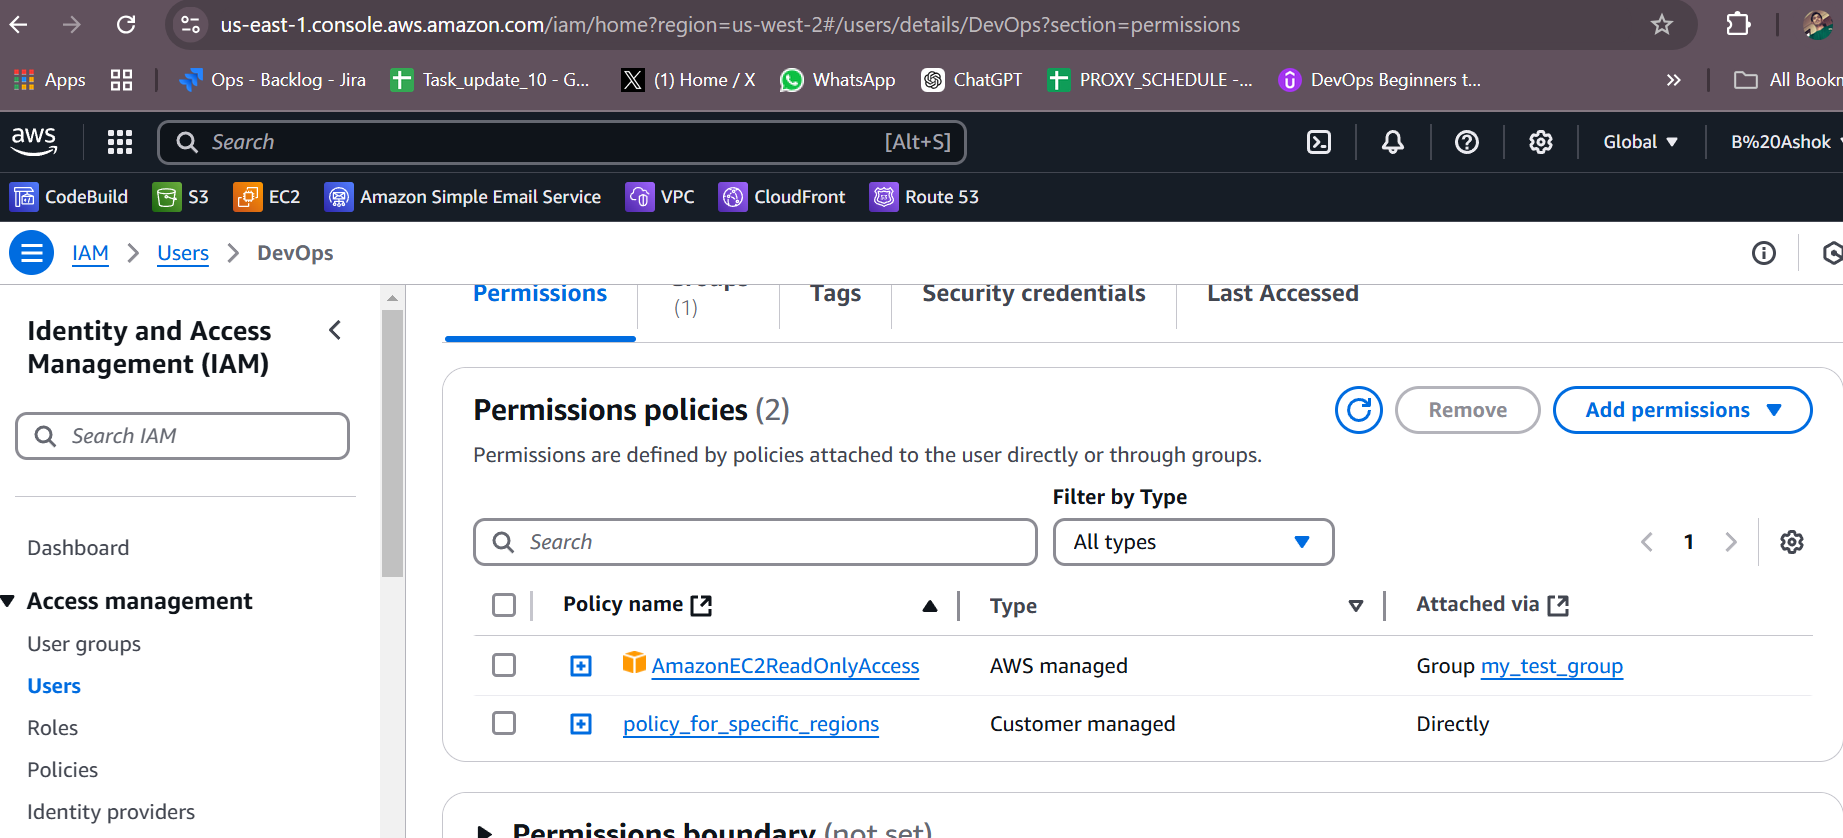 us-east-1.console.aws.amazon.com/iam/home?region=us-west-2#/users/details/DevOps?section=permissions
Apps Ops - Backlog - Jira Task_update_10 - G... (1) Home / X WhatsApp ChatGPT PROXY_SCHEDULE -... DevOps Beginners t... » All Bookm
aws Search [Alt+S] Global B%20Ashok
CodeBuild S3 EC2 Amazon Simple Email Service VPC CloudFront Route 53
IAM > Users > DevOps
Identity and Access
Management (IAM)
Search IAM
Dashboard
Access management
User groups
Users
Roles
Policies
Identity providers
Permissions Groups (1) Tags Security credentials Last Accessed
Permissions policies (2) Remove Add permissions
Permissions are defined by policies attached to the user directly or through groups.
Filter by Type
Search All types 1
Policy name Type Attached via
AmazonEC2ReadOnlyAccess AWS managed Group my_test_group
policy_for_specific_regions Customer managed Directly
Permissions boundary (not set)